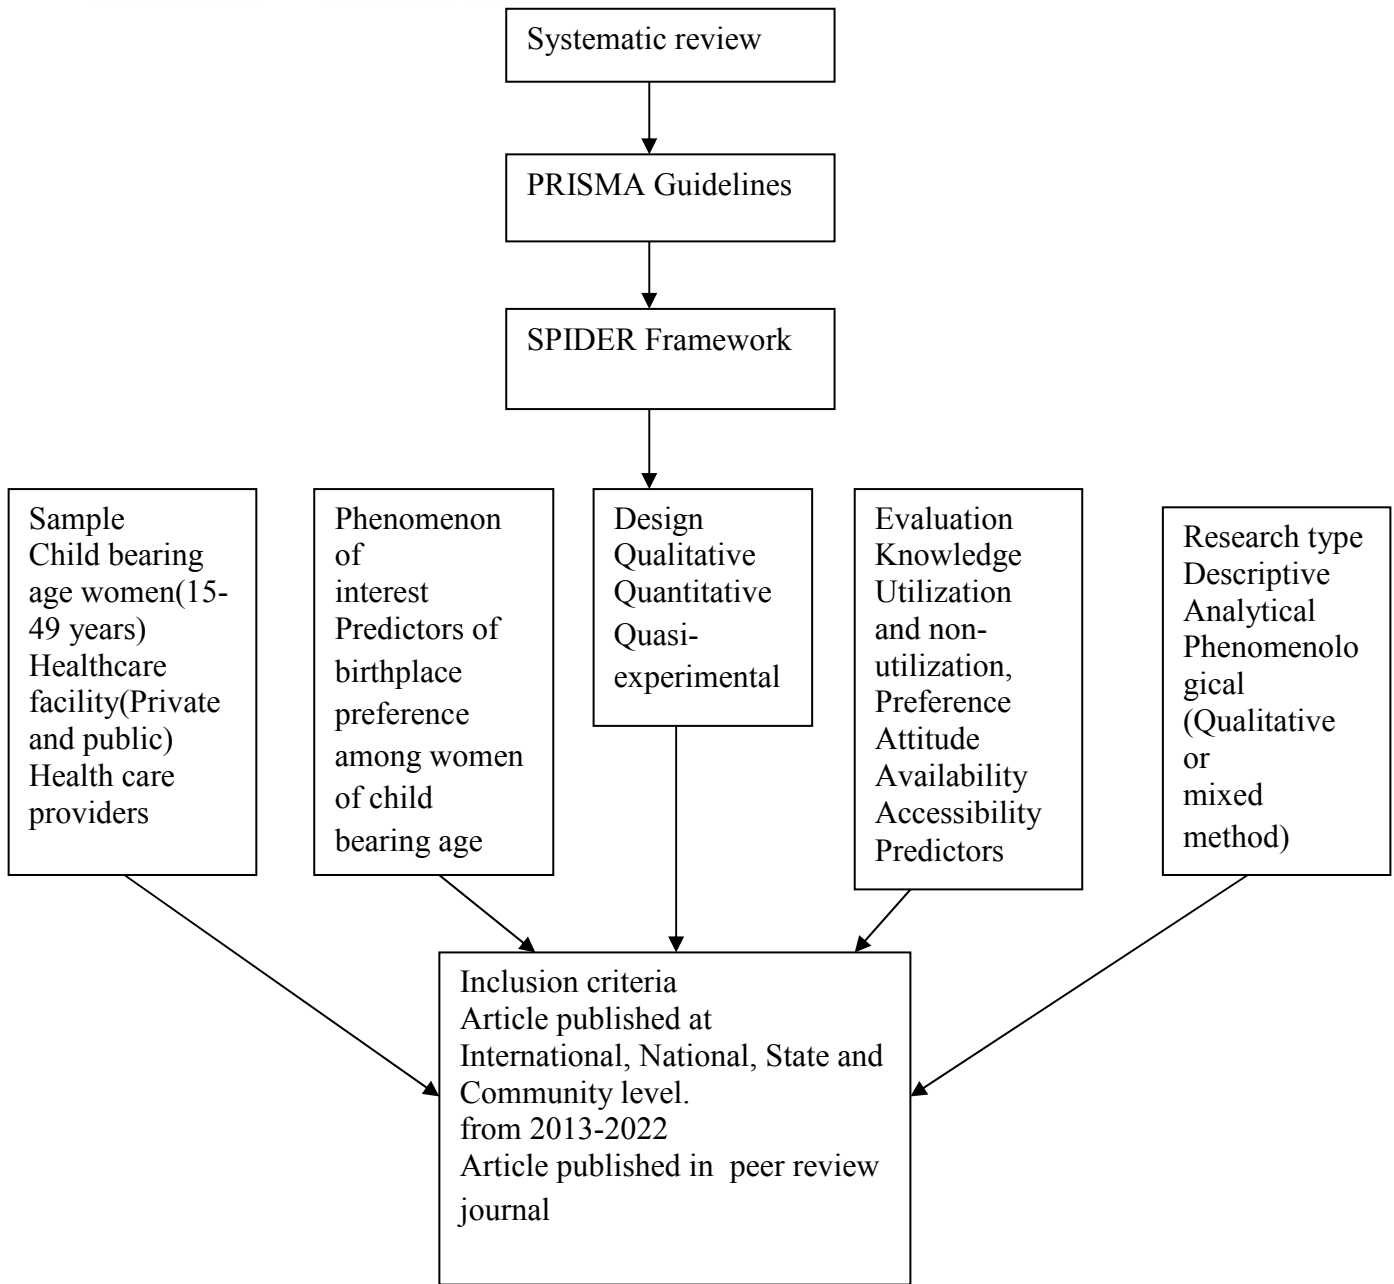 Systematic review
PRISMA Guidelines
SPIDER Framework
Sample
Child bearing
age women(15-
49 years)
Healthcare
facility(Private
and public)
Health care
providers
Phenomenon
of
interest
Predictors of
birthplace
preference
among women
of child
bearing age
Design
Qualitative
Quantitative
Quasi-
experimental
Evaluation
Knowledge
Utilization
and non-
utilization,
Preference
Attitude
Availability
Accessibility
Predictors
Research type
Descriptive
Analytical
Phenomenolo
gical
(Qualitative
or
mixed
method)
Inclusion criteria
Article published at
International, National, State and
Community level.
from 2013-2022
Article published in  peer review
journal